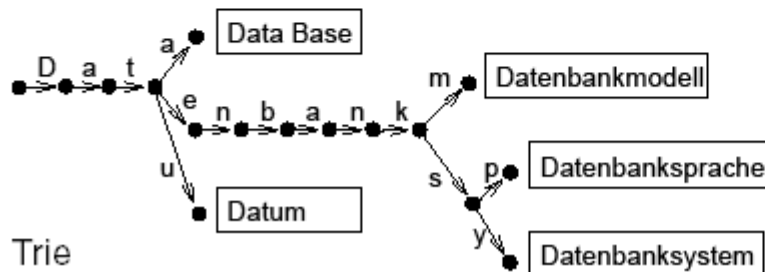 a Data Base
D a t
m Datenbankmodell
e n b a n k
s p Datenbanksprache
u Datum
y Datenbanksystem
Trie